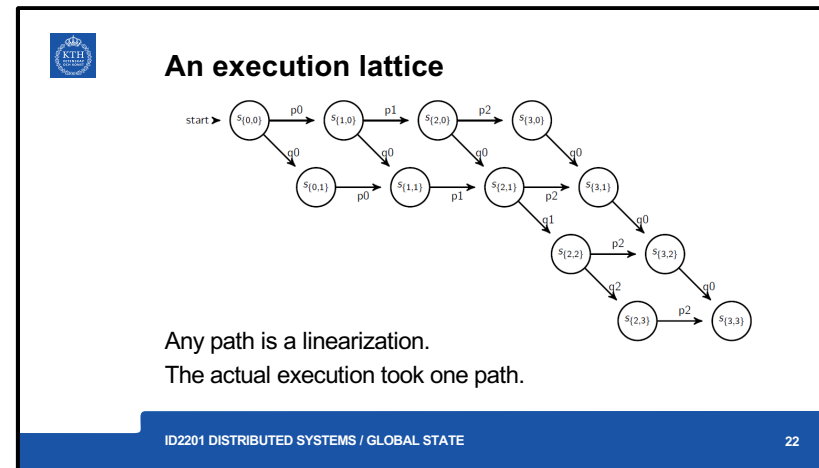 KTH
VETENSKAP
OCH KONST
An execution lattice
start
s{0,0} p0 s{1,0} p1 s{2,0} p2 s{3,0}
q0 q0 q0 q0
s{0,1} p0 s{1,1} p1 s{2,1} p2 s{3,1}
q1 q0
s{2,2} p2 s{3,2}
q2 q0
s{2,3} p2 s{3,3}
Any path is a linearization.
The actual execution took one path.
ID2201 DISTRIBUTED SYSTEMS / GLOBAL STATE
22